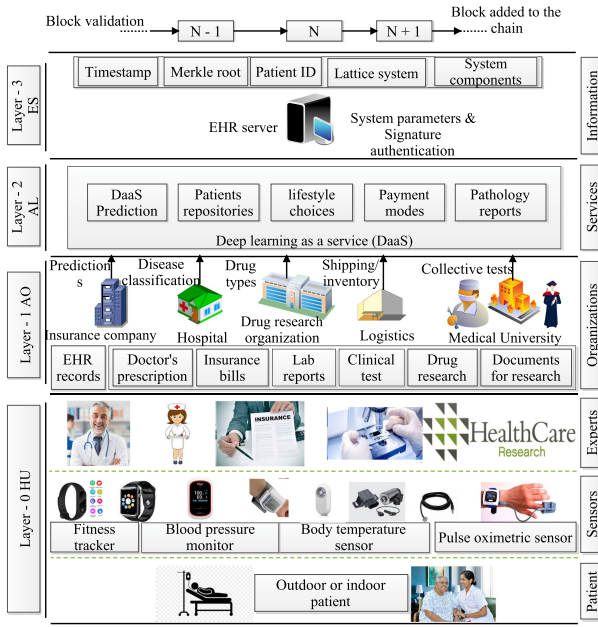 Block validation
Block added to the
chain
N - 1
N
N + 1
Layer - 3
ES
Timestamp
Merkle root
Patient ID
Lattice system
System
components
EHR server
System parameters &
Signature
authentication
Information
Layer - 2
AL
DaaS
Prediction
Patients
repositories
lifestyle
choices
Payment
modes
Pathology
reports
Deep learning as a service (DaaS)
Services
Layer - 1 AO
Prediction
s
Disease
classification
Drug
types
Shipping/
inventory
Collective tests
Insurance company
Hospital
Drug research
organization
Logistics
Medical University
EHR
records
Doctor's
prescription
Insurance
bills
Lab
reports
Clinical
test
Drug
research
Documents
for research
Organizations
Layer - 0 HU
INSURANCE
HealthCare
Research
Experts
Fitness
tracker
Blood pressure
monitor
Body temperature
sensor
Pulse oximetric sensor
Sensors
Outdoor or indoor
patient
Patient